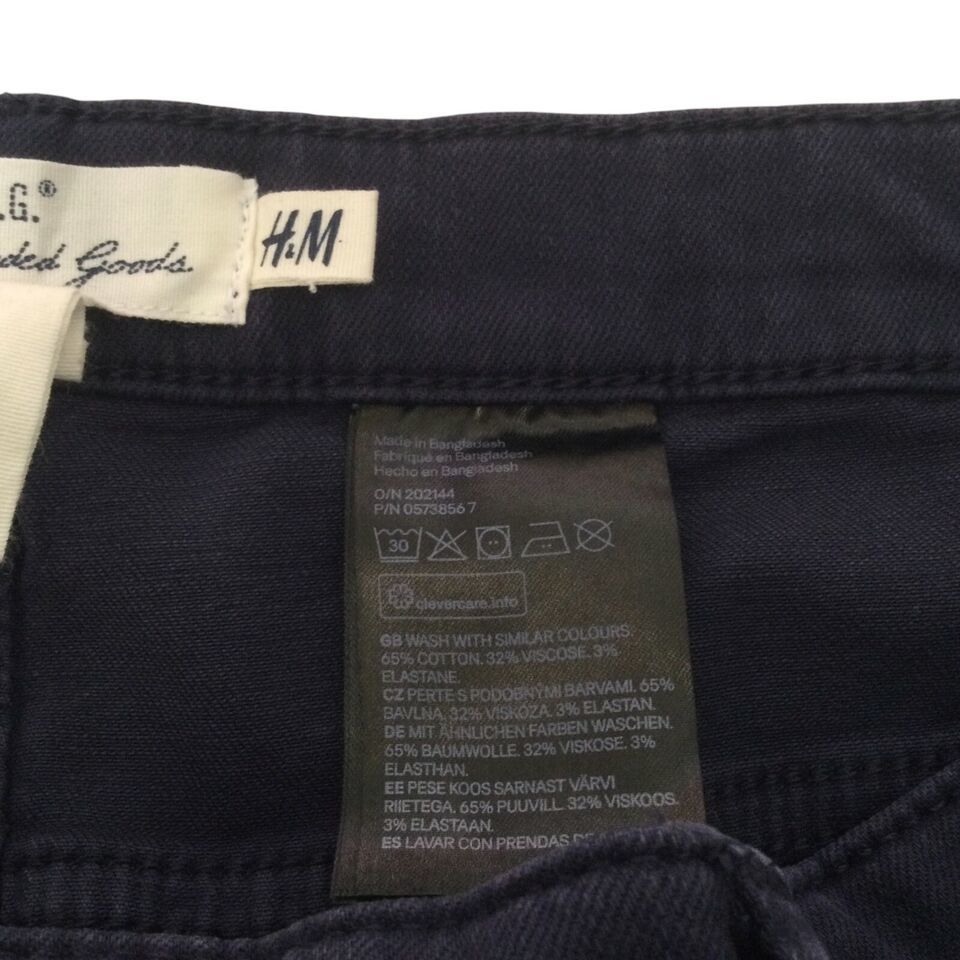 .G.®
ded Goods.
H&M
Made in Bangladesh
Fabriqué en Bangladesh
Hecho en Bangladesh
O/N 202144
P/N 0573856 7
30
clevercare.info
GB WASH WITH SIMILAR COLOURS.
65% COTTON. 32% VISCOSE. 3%
ELASTANE.
CZ PERTE S PODOBNÝMI BARVAMI. 65%
BAVLNA. 32% VISKÓZA. 3% ELASTAN.
DE MIT ÄHNLICHEN FARBEN WASCHEN.
65% BAUMWOLLE. 32% VISKOSE. 3%
ELASTHAN.
EE PESE KOOS SARNAST VÄRVI
RIIETEGA. 65% PUUVILL. 32% VISKOOS.
3% ELASTAAN.
ES LAVAR CON PRENDAS DE